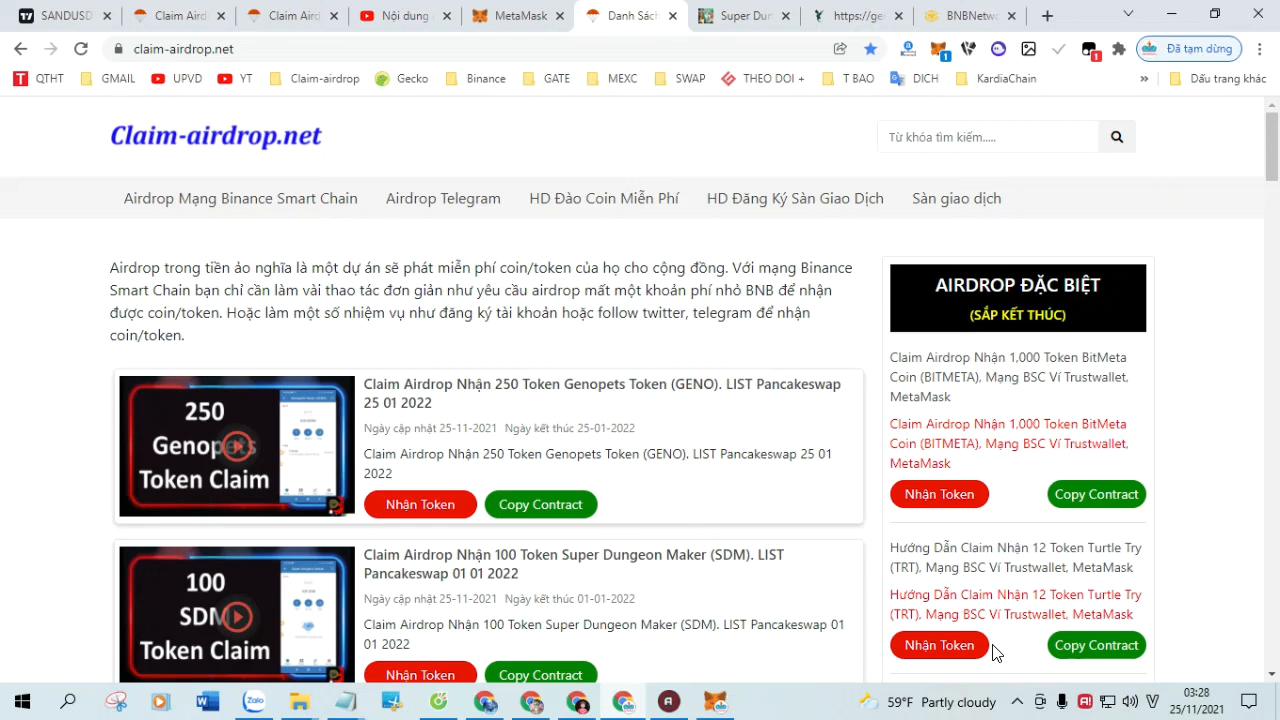 SANDUSD
Claim Air
Claim Aird
Nội dung
MetaMask
Danh Sác
Super Dun
https://ge
BNBNetw
claim-airdrop.net
Đã tạm dừng
QTHT
GMAIL
UPVD
YT
Claim-airdrop
Gecko
Binance
GATE
MEXC
SWAP
THEO DOI +
T BAO
DICH
KardiaChain
»
Dấu trang khác
Claim-airdrop.net
Từ khóa tìm kiếm.....
Airdrop Mạng Binance Smart Chain
Airdrop Telegram
HD Đào Coin Miễn Phí
HD Đăng Ký Sàn Giao Dịch
Sàn giao dịch
Airdrop trong tiền ảo nghĩa là một dự án sẽ phát miễn phí coin/token của họ cho cộng đồng. Với mạng Binance
Smart Chain bạn chỉ cần làm vài thao tác đơn giản như yêu cầu airdrop mất một khoản phí nhỏ BNB để nhận
được coin/token. Hoặc làm một số nhiệm vụ như đăng ký tài khoản hoặc follow twitter, telegram để nhận
coin/token.
250
Genopets
Token Claim
Claim Airdrop Nhận 250 Token Genopets Token (GENO). LIST Pancakeswap
25 01 2022
Ngày cập nhật 25-11-2021 Ngày kết thúc 25-01-2022
Claim Airdrop Nhận 250 Token Genopets Token (GENO). LIST Pancakeswap 25 01
2022
Nhận Token
Copy Contract
100
SDM
Token Claim
Claim Airdrop Nhận 100 Token Super Dungeon Maker (SDM). LIST
Pancakeswap 01 01 2022
Ngày cập nhật 25-11-2021 Ngày kết thúc 01-01-2022
Claim Airdrop Nhận 100 Token Super Dungeon Maker (SDM). LIST Pancakeswap 01
01 2022
Nhận Token
Copy Contract
AIRDROP ĐẶC BIỆT
(SẮP KẾT THÚC)
Claim Airdrop Nhận 1,000 Token BitMeta
Coin (BITMETA), Mạng BSC Ví Trustwallet,
MetaMask
Claim Airdrop Nhận 1,000 Token BitMeta
Coin (BITMETA), Mạng BSC Ví Trustwallet,
MetaMask
Nhận Token
Copy Contract
Hướng Dẫn Claim Nhận 12 Token Turtle Try
(TRT), Mạng BSC Ví Trustwallet, MetaMask
Hướng Dẫn Claim Nhận 12 Token Turtle Try
(TRT), Mạng BSC Ví Trustwallet, MetaMask
Nhận Token
Copy Contract
Zalo
59°F Partly cloudy
03:28
25/11/2021